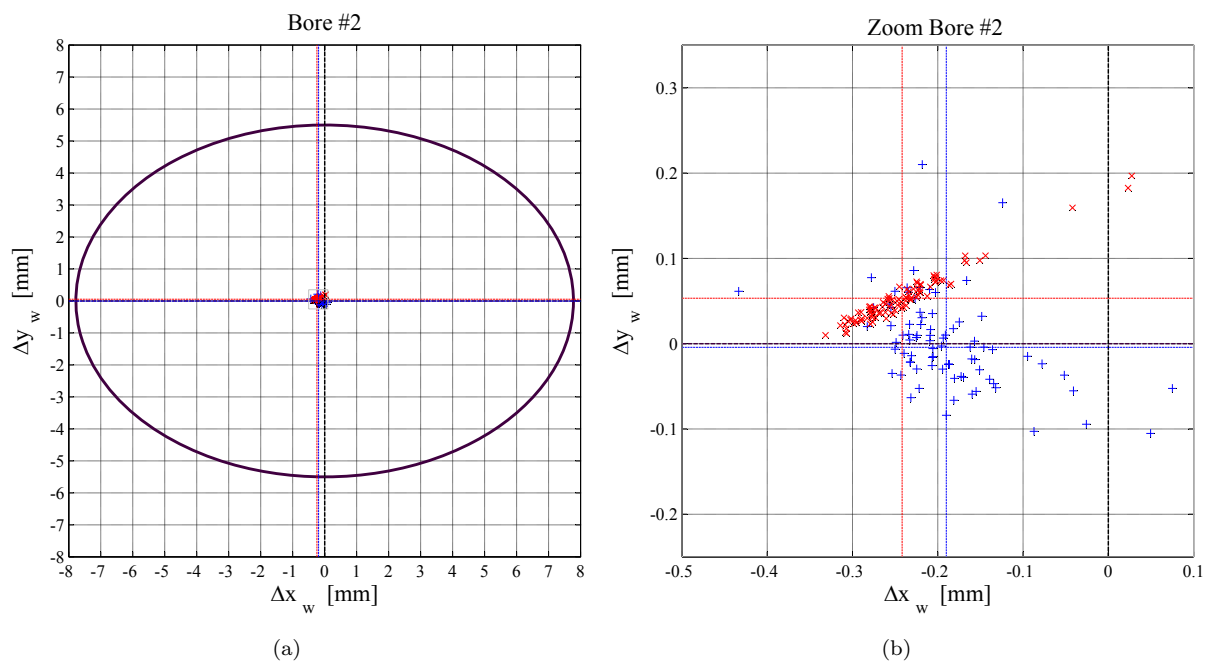 Bore #2
8
7
6
5
4
3
2
1
0
-1
-2
-3
-4
-5
-6
-7
-8
Δy w [mm]
-8 -7 -6 -5 -4 -3 -2 -1 0 1 2 3 4 5 6 7 8
Δx w [mm]
(a)
Zoom Bore #2
0.3
0.2
0.1
0
-0.1
-0.2
Δy w [mm]
-0.5 -0.4 -0.3 -0.2 -0.1 0 0.1
Δx w [mm]
(b)